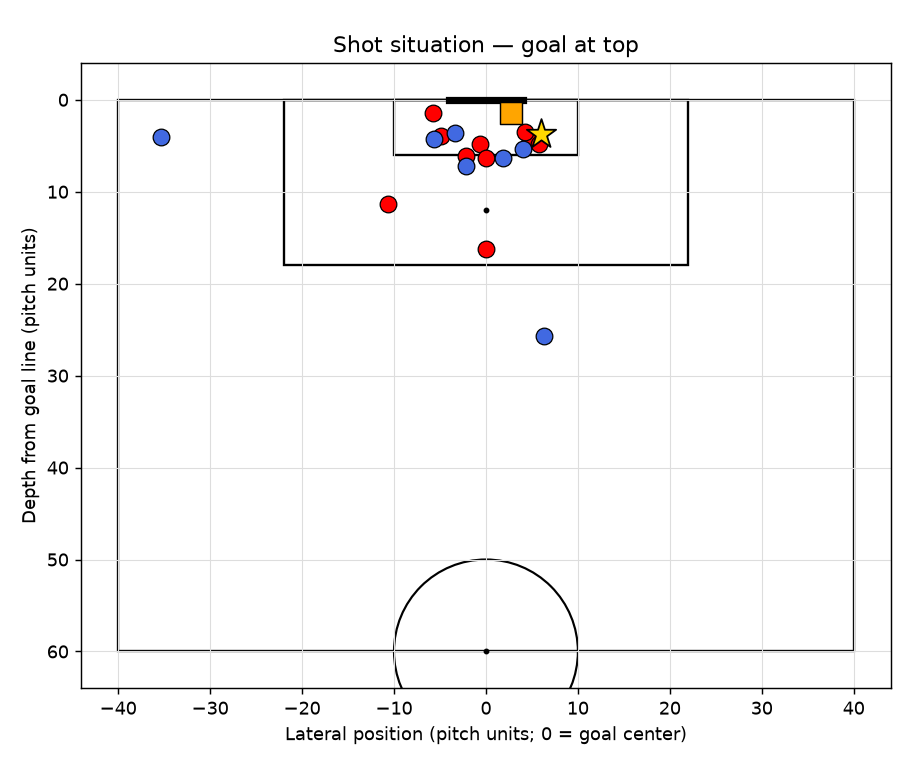 Shot situation — goal at top
0
10
20
30
40
50
60
Depth from goal line (pitch units)
−40 −30 −20 −10 0 10 20 30 40
Lateral position (pitch units; 0 = goal center)